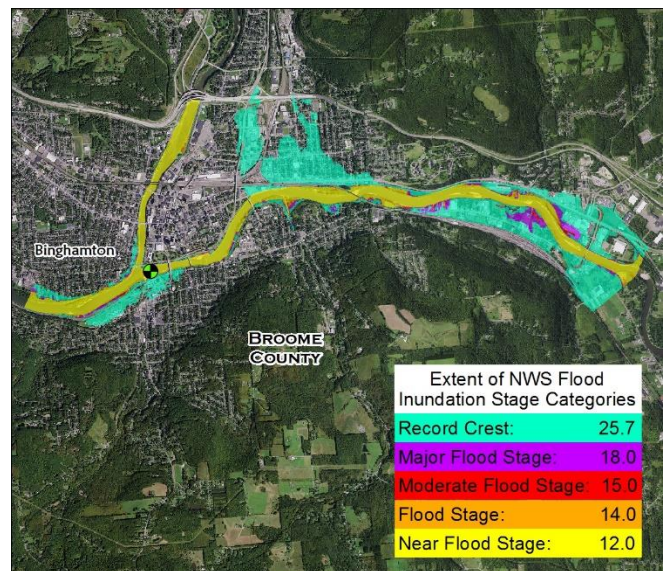 Binghamton
BROOME
COUNTY
Extent of NWS Flood
Inundation Stage Categories
Record Crest: 25.7
Major Flood Stage: 18.0
Moderate Flood Stage: 15.0
Flood Stage: 14.0
Near Flood Stage: 12.0